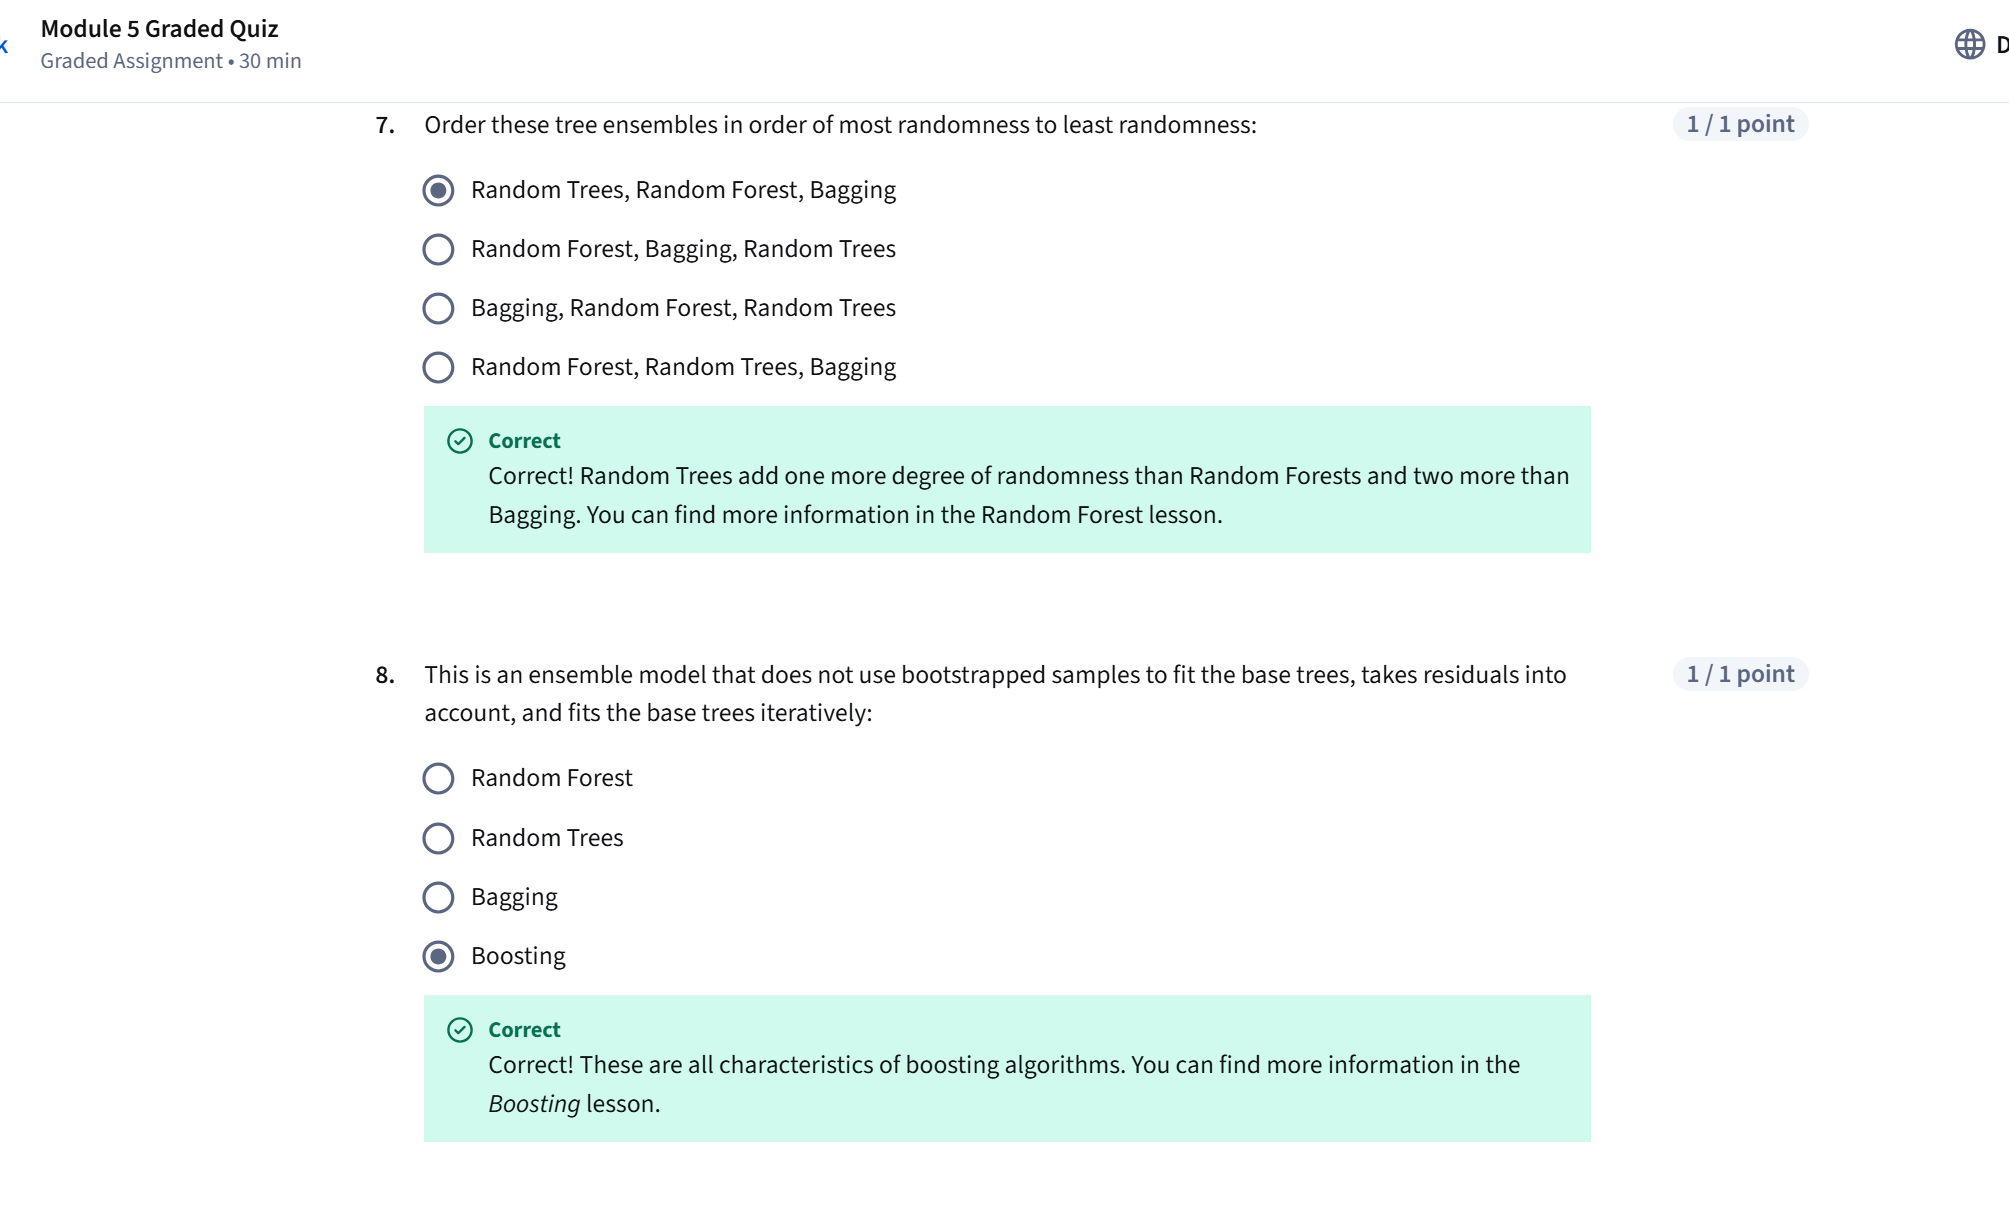 Module 5 Graded Quiz
Graded Assignment • 30 min
7. Order these tree ensembles in order of most randomness to least randomness:
1 / 1 point
Random Trees, Random Forest, Bagging
Random Forest, Bagging, Random Trees
Bagging, Random Forest, Random Trees
Random Forest, Random Trees, Bagging
Correct
Correct! Random Trees add one more degree of randomness than Random Forests and two more than
Bagging. You can find more information in the Random Forest lesson.
8. This is an ensemble model that does not use bootstrapped samples to fit the base trees, takes residuals into
account, and fits the base trees iteratively:
1 / 1 point
Random Forest
Random Trees
Bagging
Boosting
Correct
Correct! These are all characteristics of boosting algorithms. You can find more information in the
Boosting lesson.